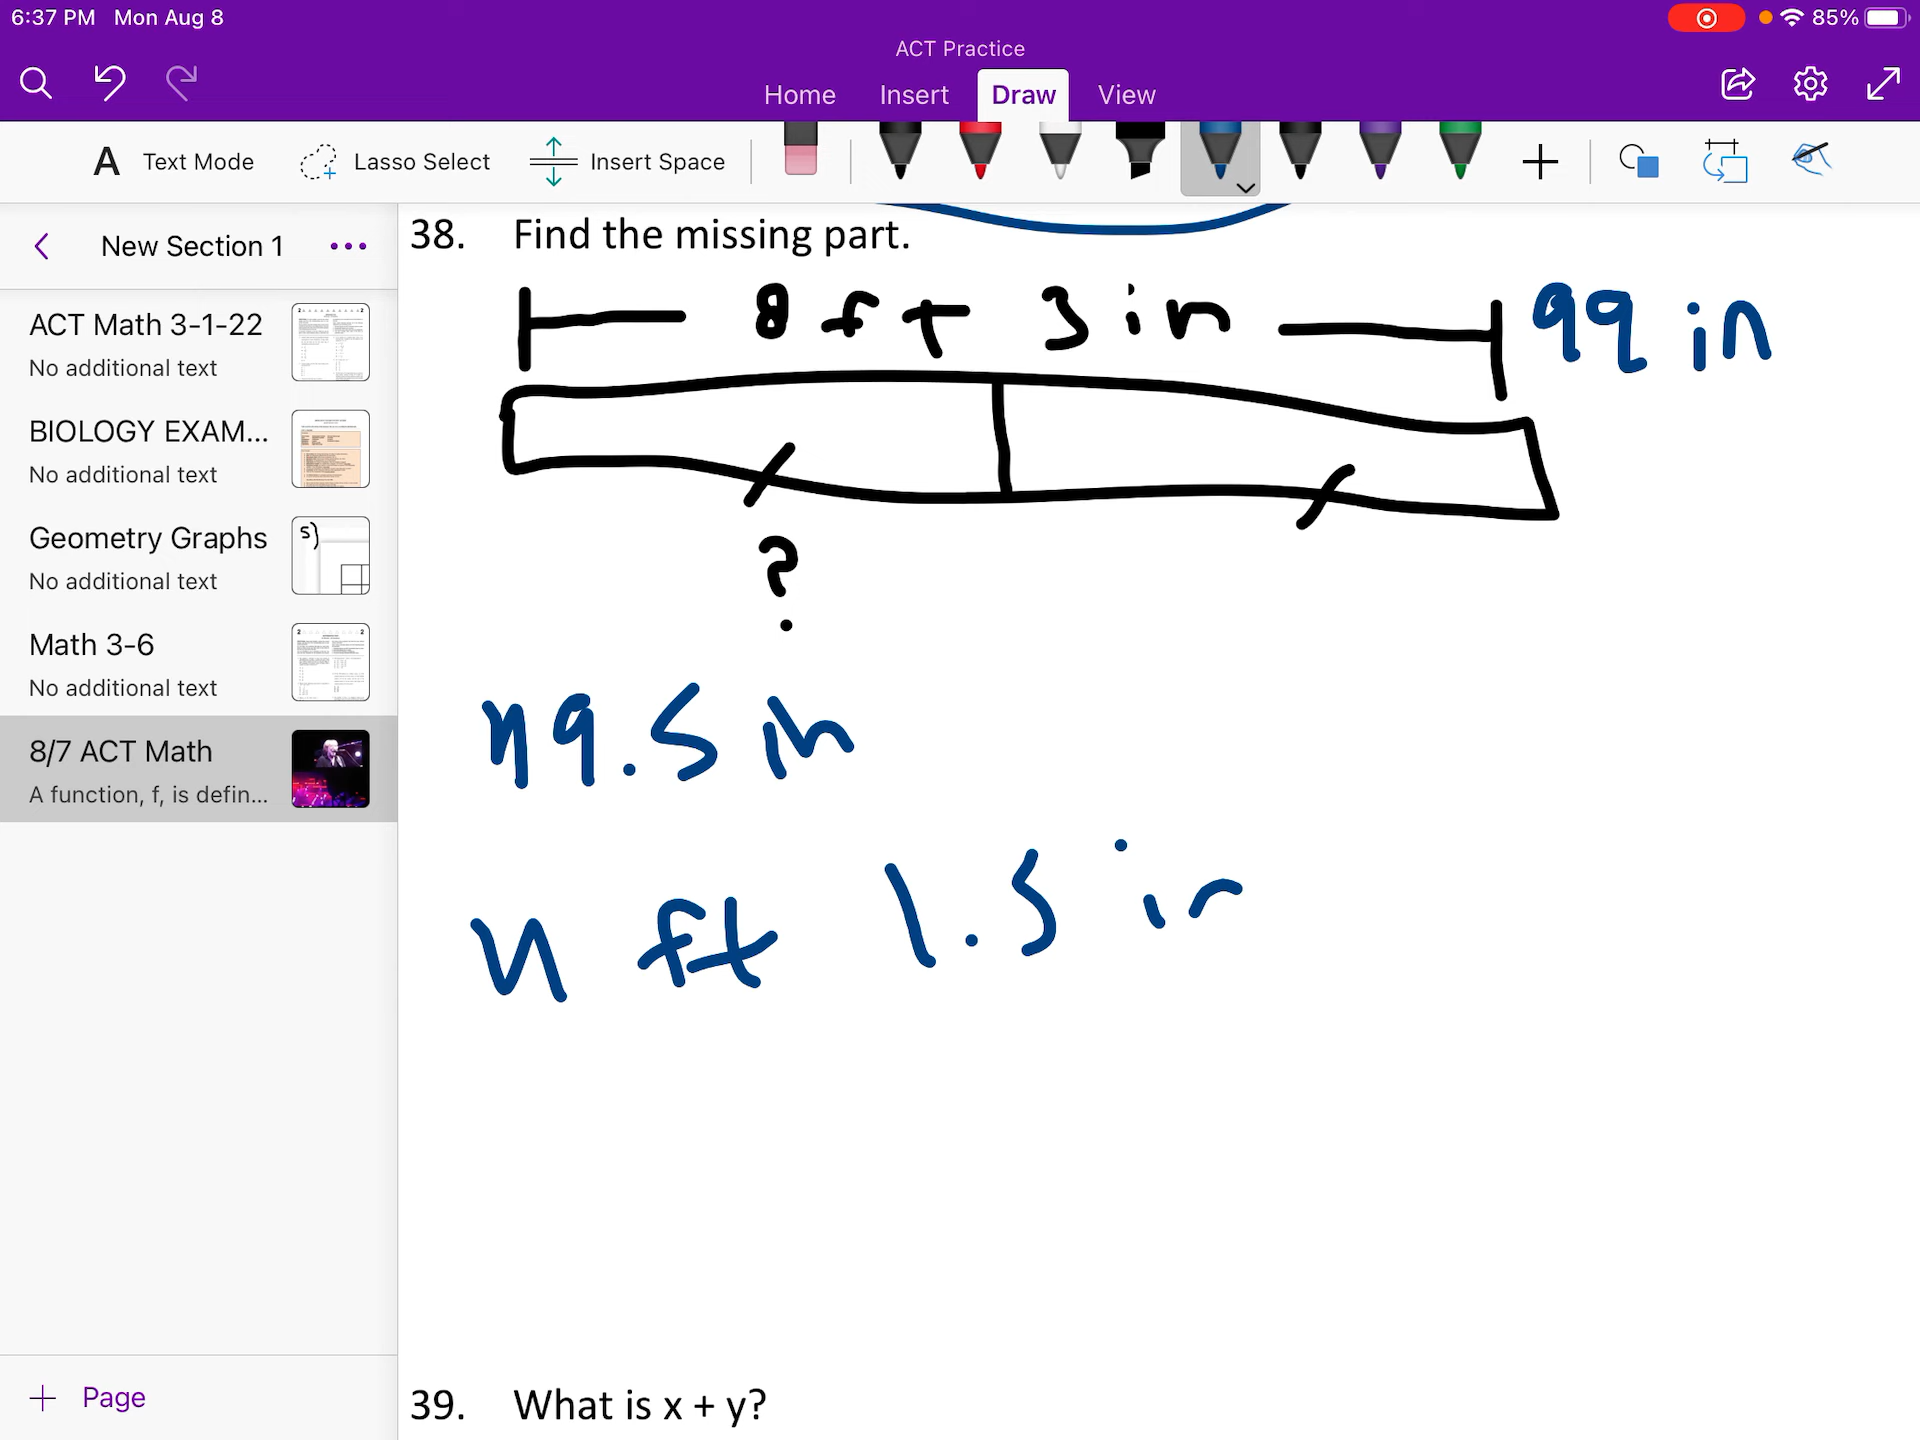 6:37 PM Mon Aug 8 85%
ACT Practice
Home Insert Draw View
A Text Mode Lasso Select Insert Space
New Section 1
ACT Math 3-1-22
No additional text
BIOLOGY EXAM...
No additional text
Geometry Graphs
No additional text
5)
Math 3-6
No additional text
8/7 ACT Math
A function, f, is defin...
Page
38. Find the missing part.
8 ft 3 in 99 in
?
49.5 in
4 ft 1.5 in
39. What is x + y?